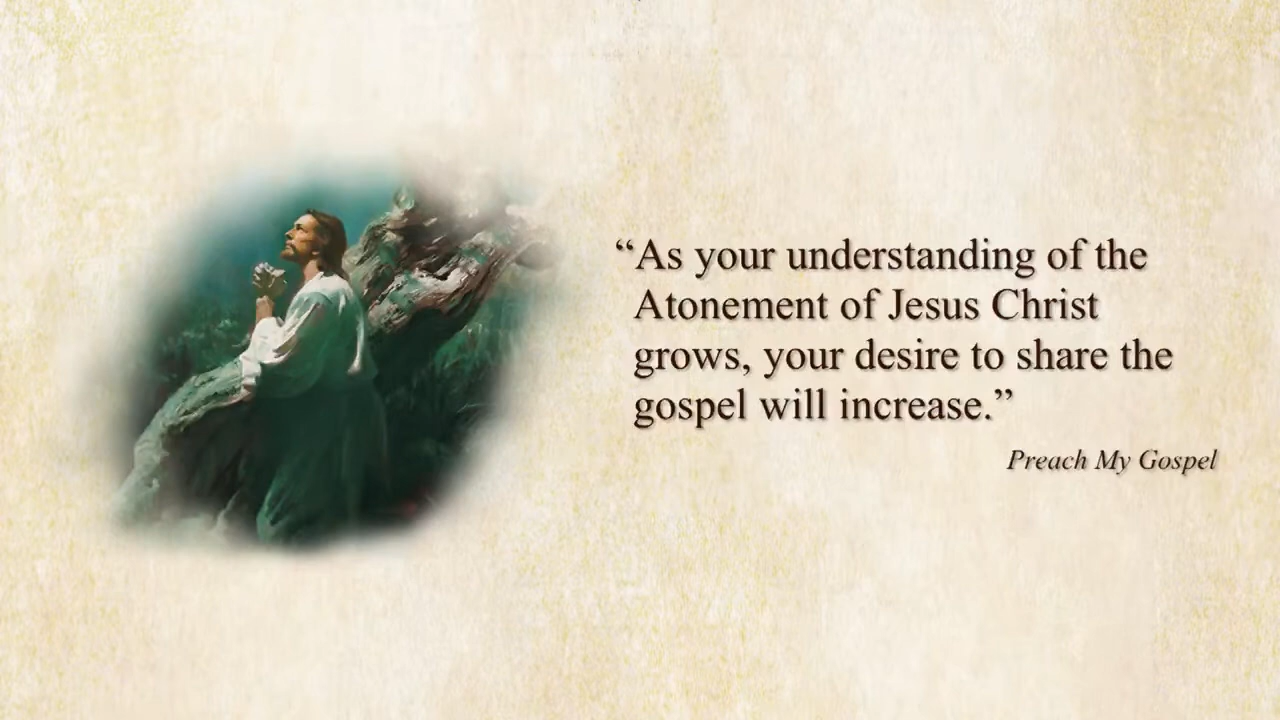 “As your understanding of the
Atonement of Jesus Christ
grows, your desire to share the
gospel will increase.”
Preach My Gospel